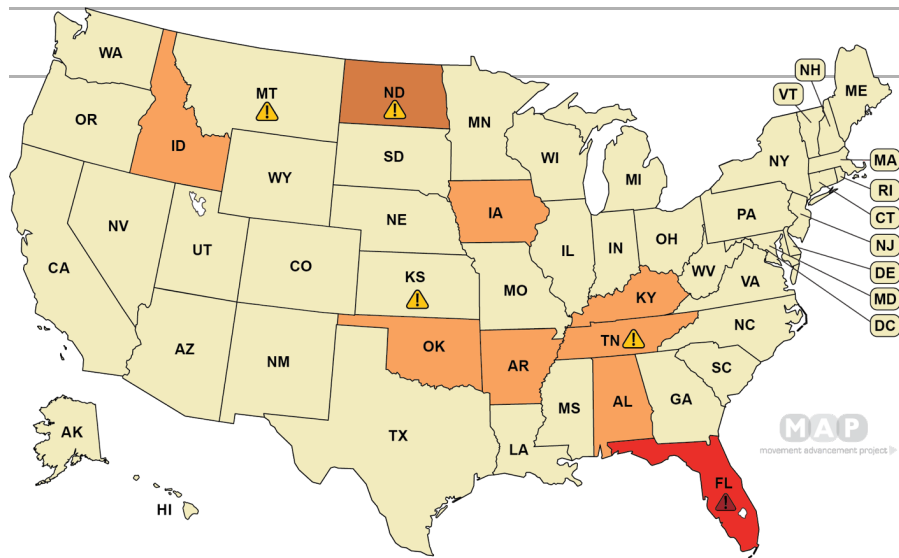 WA
MT
ND
MN
OR
ID
WY
SD
WI
MI
NY
VT
NH
ME
MA
RI
CT
NJ
DE
MD
DC
NV
UT
CA
CO
NE
IA
IL
IN
OH
PA
WV
VA
KS
MO
KY
AZ
NM
OK
AR
TN
NC
SC
TX
LA
MS
AL
GA
FL
AK
HI
MAP
movement advancement project